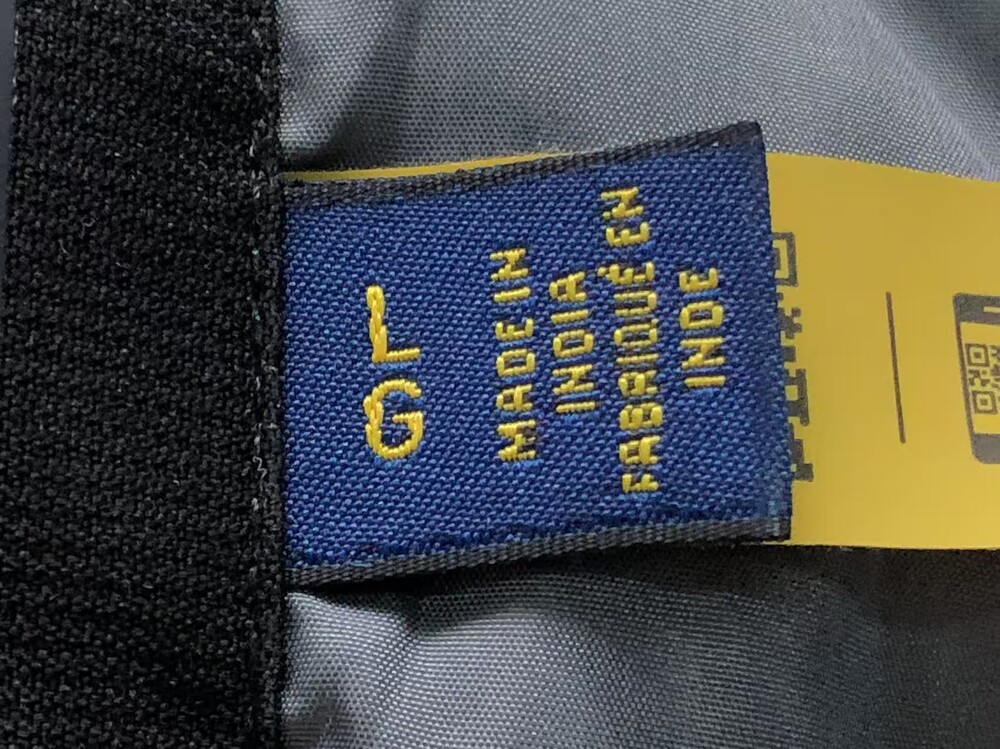 L
G
MADE IN
INDIA
FABRIQUÉ EN
INDE